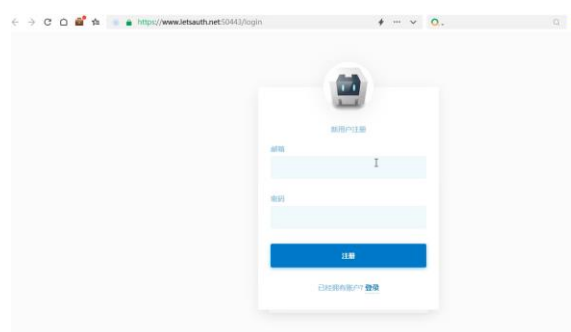 https://www.letsauth.net:50443/login
新用户注册
邮箱
密码
注册
已经拥有账户? 登录